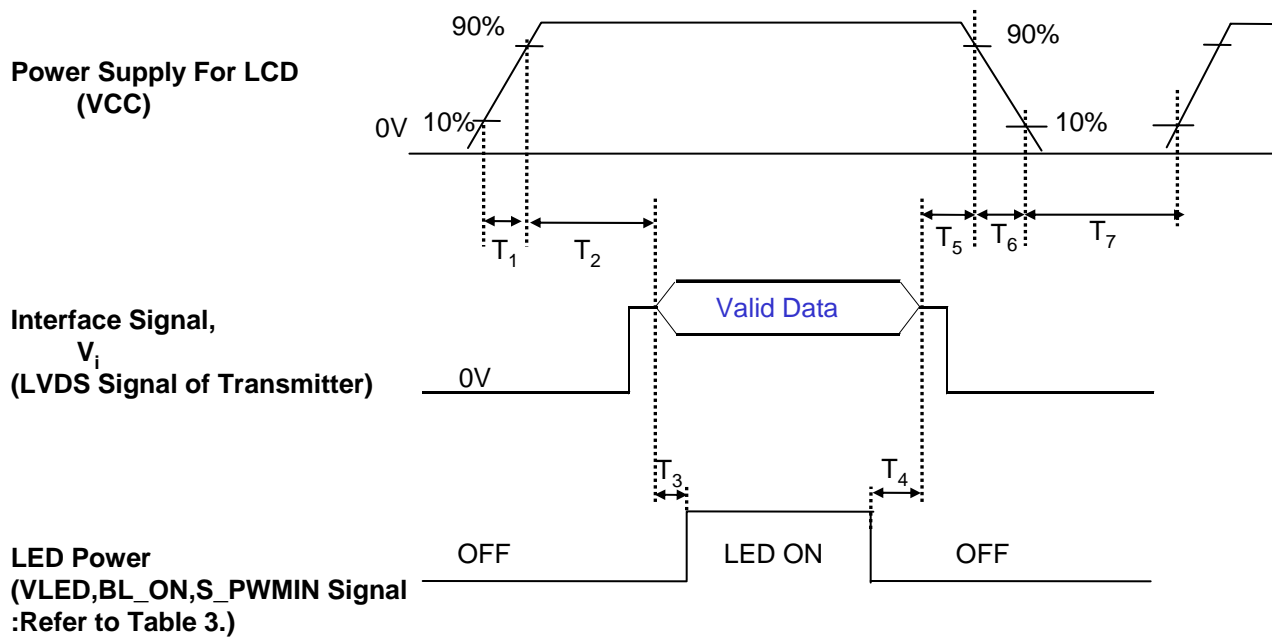 90%
90%
Power Supply For LCD
(VCC)
0V
10%
10%
T1
T2
T5
T6
T7
Interface Signal,
Vi
(LVDS Signal of Transmitter)
Valid Data
0V
T3
T4
LED Power
(VLED,BL_ON,S_PWMIN Signal
:Refer to Table 3.)
OFF
LED ON
OFF